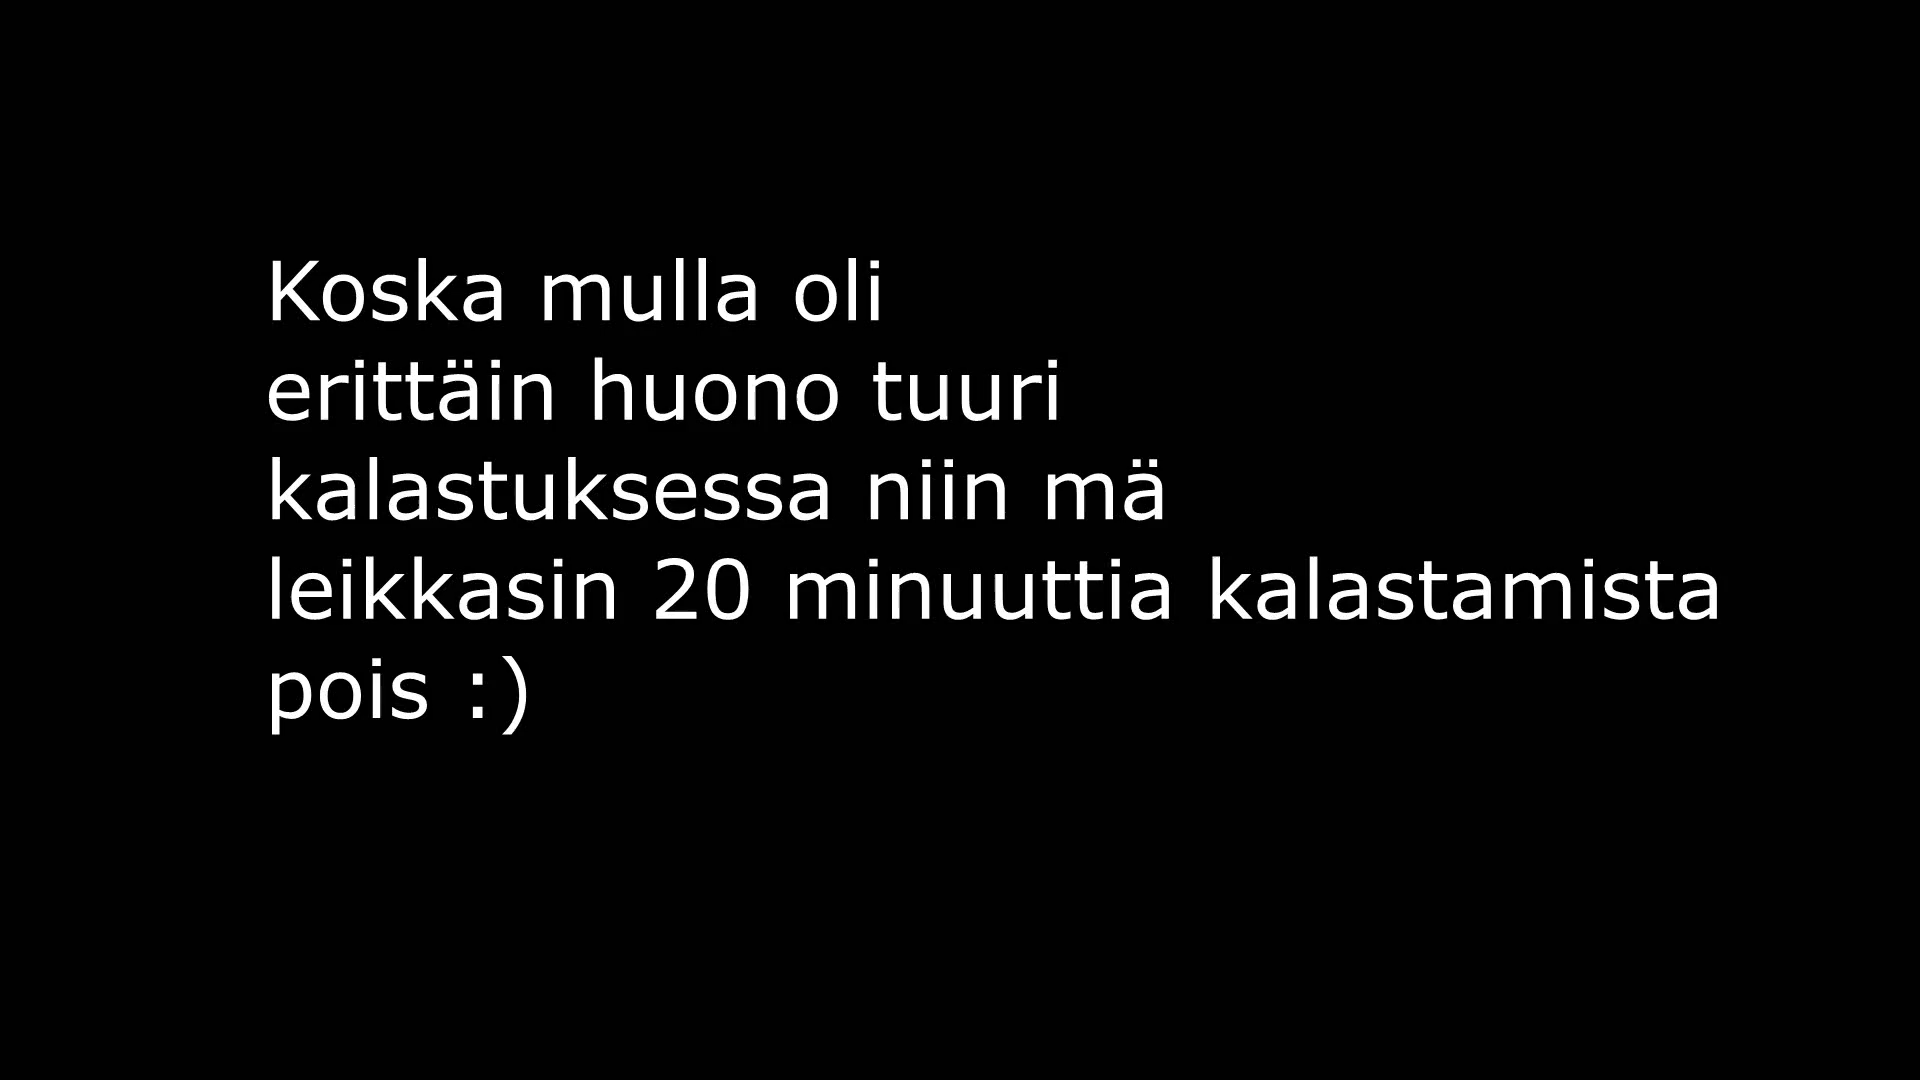 Koska mulla oli
erittäin huono tuuri
kalastuksessa niin mä
leikkasin 20 minuuttia kalastamista
pois :)